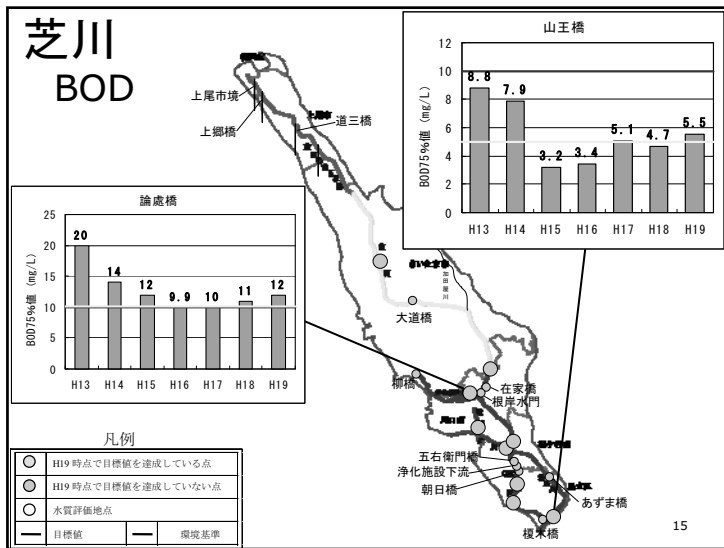 芝川
BOD
山王橋
BOD75%値 (mg/L)
12
10
8
6
4
2
0
8.8
7.9
3.2
3.4
5.1
4.7
5.5
H13 H14 H15 H16 H17 H18 H19
上尾市境
上郷橋
道三橋
上尾市
論處橋
BOD75%値 (mg/L)
25
20
15
10
5
0
20
14
12
9.9
10
11
12
H13 H14 H15 H16 H17 H18 H19
加田屋川
大道橋
柳橋
在家橋
根岸水門
五右衛門橋
浄化施設下流
朝日橋
あずま橋
榎木橋
凡例
H19 時点で目標値を達成している点
H19 時点で目標値を達成していない点
水質評価地点
目標値
環境基準
15